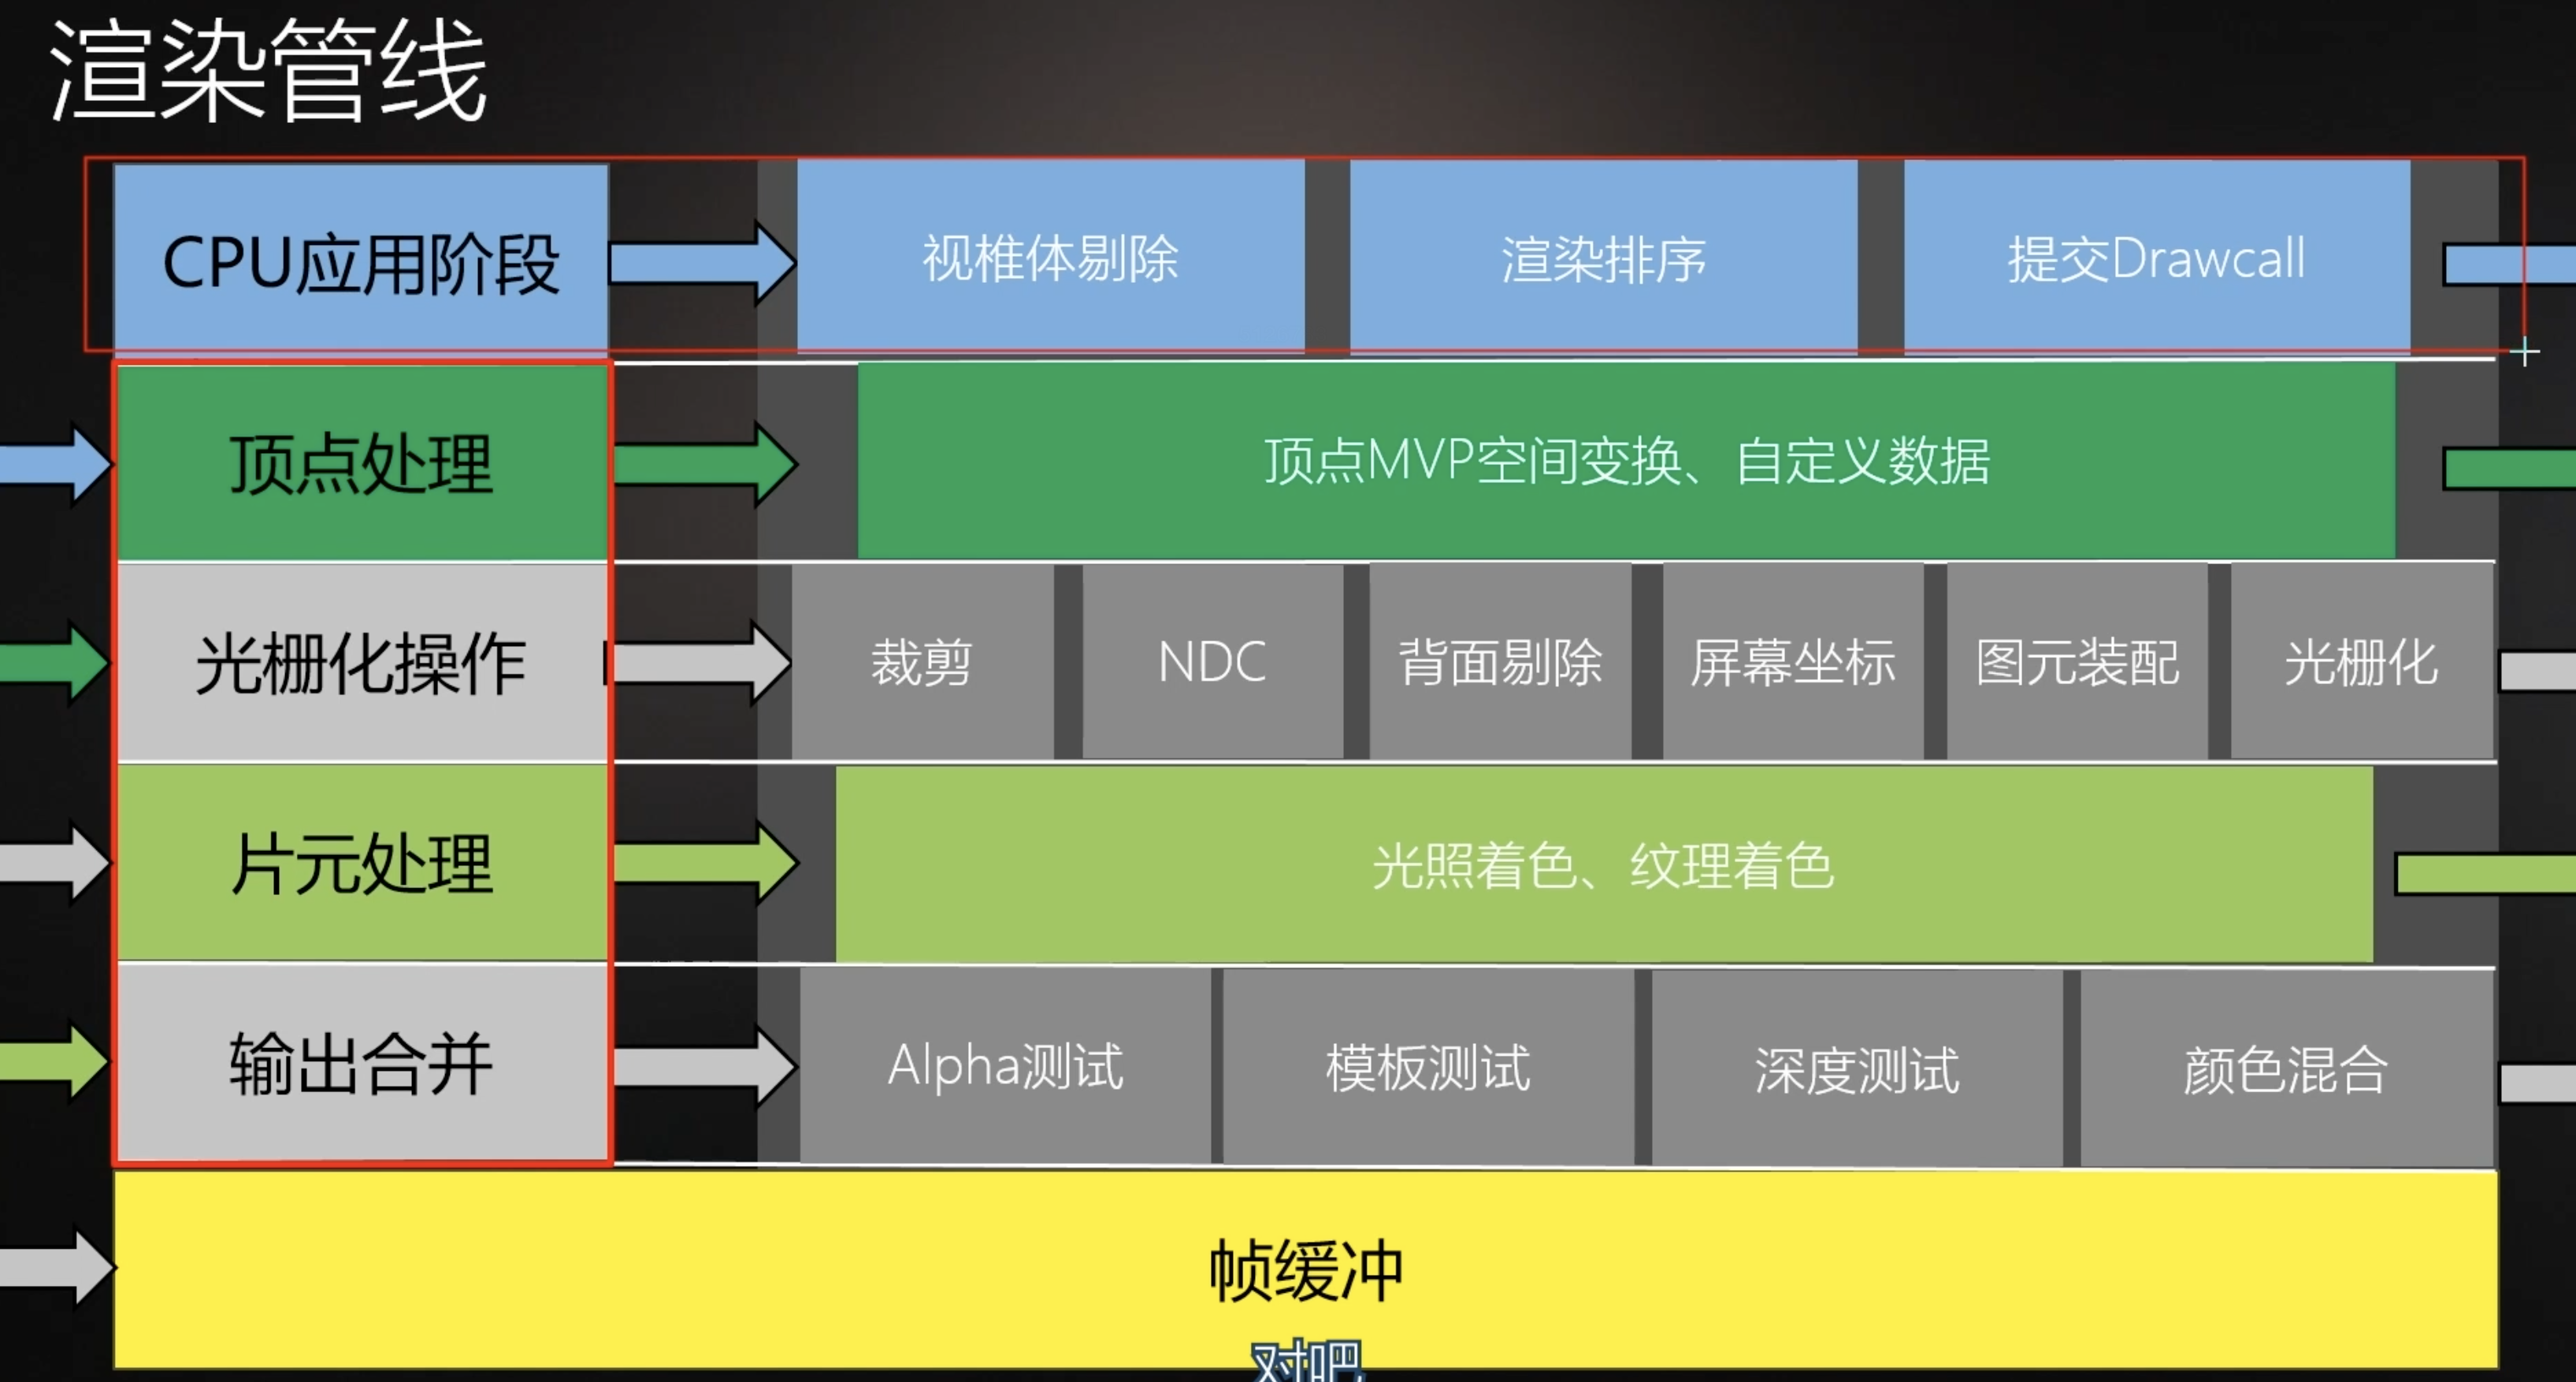 渲染管线
CPU应用阶段
视椎体剔除
渲染排序
提交Drawcall
顶点处理
顶点MVP空间变换、自定义数据
光栅化操作
裁剪
NDC
背面剔除
屏幕坐标
图元装配
光栅化
片元处理
光照着色、纹理着色
输出合并
Alpha测试
模板测试
深度测试
颜色混合
帧缓冲
对吧